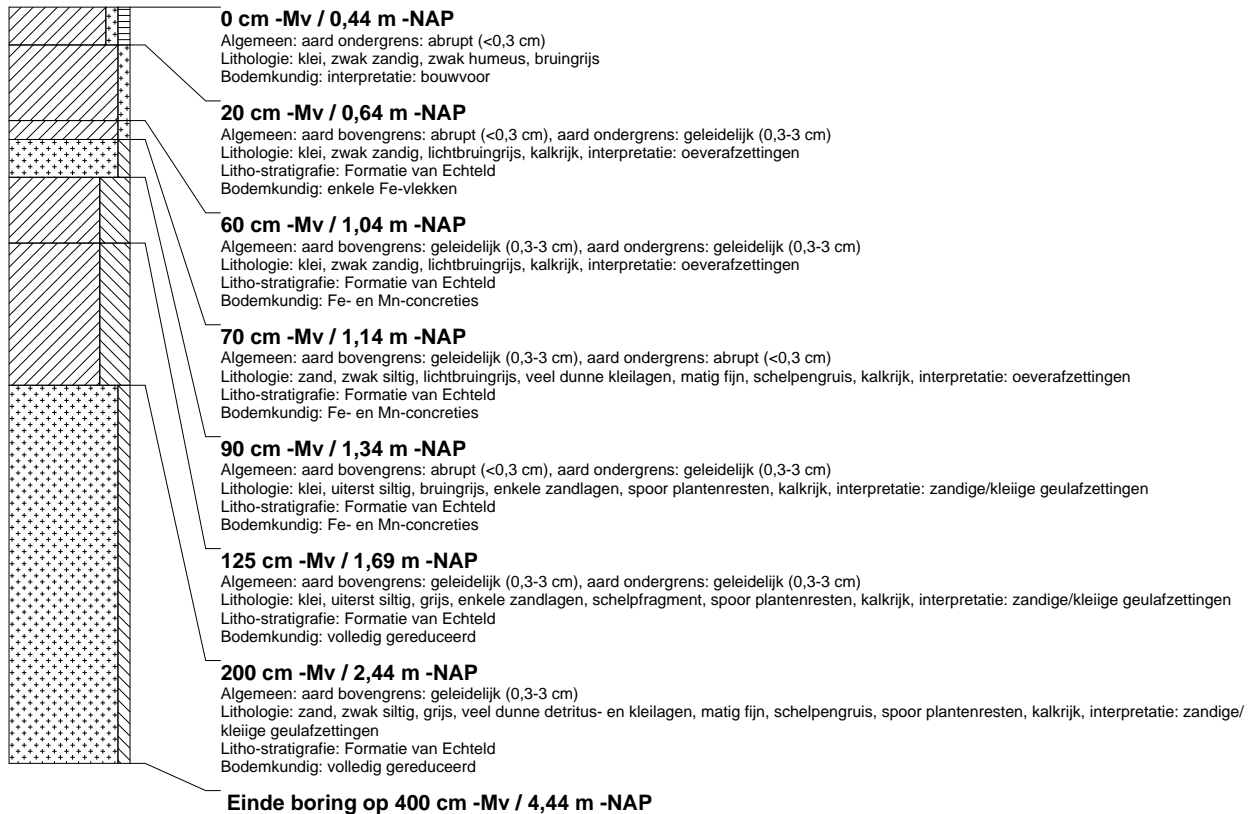 0 cm -Mv / 0,44 m -NAP
Algemeen: aard ondergrens: abrupt (<0,3 cm)
Lithologie: klei, zwak zandig, zwak humeus, bruingrijs
Bodemkundig: interpretatie: bouwvoor
20 cm -Mv / 0,64 m -NAP
Algemeen: aard bovengrens: abrupt (<0,3 cm), aard ondergrens: geleidelijk (0,3-3 cm)
Lithologie: klei, zwak zandig, lichtbruingrijs, kalkrijk, interpretatie: oeverafzettingen
Litho-stratigrafie: Formatie van Echteld
Bodemkundig: enkele Fe-vlekken
60 cm -Mv / 1,04 m -NAP
Algemeen: aard bovengrens: geleidelijk (0,3-3 cm), aard ondergrens: geleidelijk (0,3-3 cm)
Lithologie: klei, zwak zandig, lichtbruingrijs, kalkrijk, interpretatie: oeverafzettingen
Litho-stratigrafie: Formatie van Echteld
Bodemkundig: Fe- en Mn-concreties
70 cm -Mv / 1,14 m -NAP
Algemeen: aard bovengrens: geleidelijk (0,3-3 cm), aard ondergrens: abrupt (<0,3 cm)
Lithologie: zand, zwak siltig, lichtbruingrijs, veel dunne kleilagen, matig fijn, schelpengruis, kalkrijk, interpretatie: oeverafzettingen
Litho-stratigrafie: Formatie van Echteld
Bodemkundig: Fe- en Mn-concreties
90 cm -Mv / 1,34 m -NAP
Algemeen: aard bovengrens: abrupt (<0,3 cm), aard ondergrens: geleidelijk (0,3-3 cm)
Lithologie: klei, uiterst siltig, bruingrijs, enkele zandlagen, spoor plantenresten, kalkrijk, interpretatie: zandige/kleiige geulafzettingen
Litho-stratigrafie: Formatie van Echteld
Bodemkundig: Fe- en Mn-concreties
125 cm -Mv / 1,69 m -NAP
Algemeen: aard bovengrens: geleidelijk (0,3-3 cm), aard ondergrens: geleidelijk (0,3-3 cm)
Lithologie: klei, uiterst siltig, grijs, enkele zandlagen, schelpfragment, spoor plantenresten, kalkrijk, interpretatie: zandige/kleiige geulafzettingen
Litho-stratigrafie: Formatie van Echteld
Bodemkundig: volledig gereduceerd
200 cm -Mv / 2,44 m -NAP
Algemeen: aard bovengrens: geleidelijk (0,3-3 cm)
Lithologie: zand, zwak siltig, grijs, veel dunne detritus- en kleilagen, matig fijn, schelpengruis, spoor plantenresten, kalkrijk, interpretatie: zandige/
kleiige geulafzettingen
Litho-stratigrafie: Formatie van Echteld
Bodemkundig: volledig gereduceerd
Einde boring op 400 cm -Mv / 4,44 m -NAP